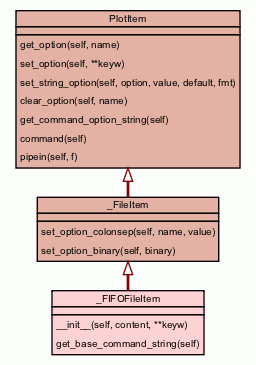 PlotItem
get_option(self, name)
set_option(self, **keyw)
set_string_option(self, option, value, default, fmt)
clear_option(self, name)
get_command_option_string(self)
command(self)
pipein(self, f)
_FileItem
set_option_colonsep(self, name, value)
set_option_binary(self, binary)
_FIFOFileItem
__init__(self, content, **keyw)
get_base_command_string(self)